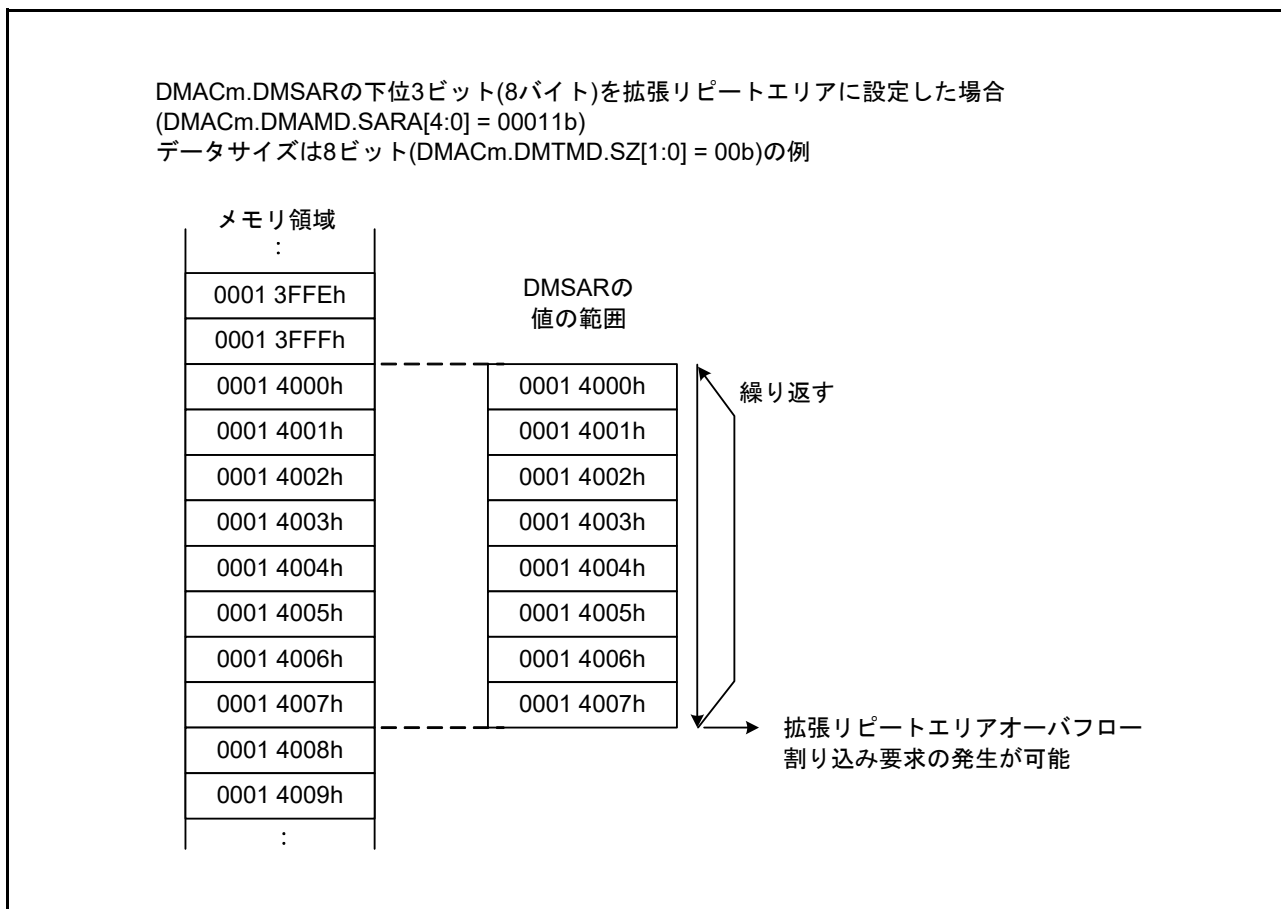 DMACm.DMSARの下位3ビット(8バイト)を拡張リピートエリアに設定した場合
(DMACm.DMAMD.SARA[4:0] = 00011b)
データサイズは8ビット(DMACm.DMTMD.SZ[1:0] = 00b)の例
メモリ領域
:
0001 3FFEh
0001 3FFFh
0001 4000h
0001 4001h
0001 4002h
0001 4003h
0001 4004h
0001 4005h
0001 4006h
0001 4007h
0001 4008h
0001 4009h
:
DMSARの
値の範囲
0001 4000h
0001 4001h
0001 4002h
0001 4003h
0001 4004h
0001 4005h
0001 4006h
0001 4007h
繰り返す
拡張リピートエリアオーバフロー
割り込み要求の発生が可能